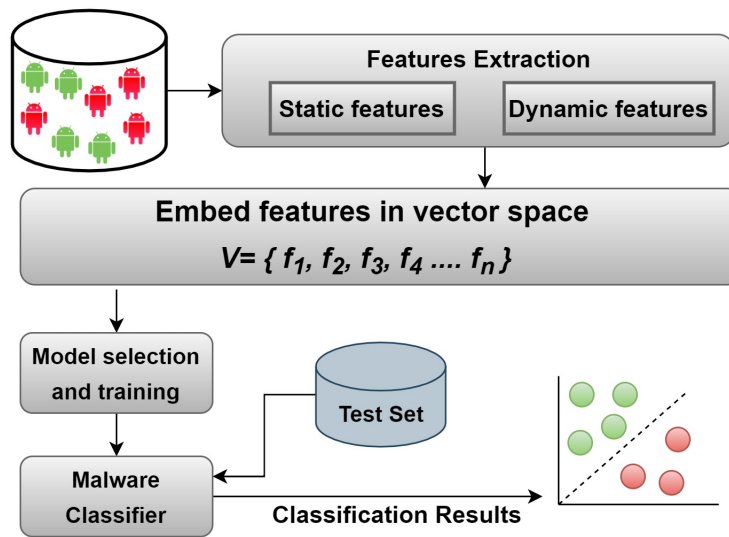 Features Extraction
Static features
Dynamic features
Embed features in vector space
V= { f1, f2, f3, f4 .... fn }
Model selection
and training
Test Set
Malware
Classifier
Classification Results